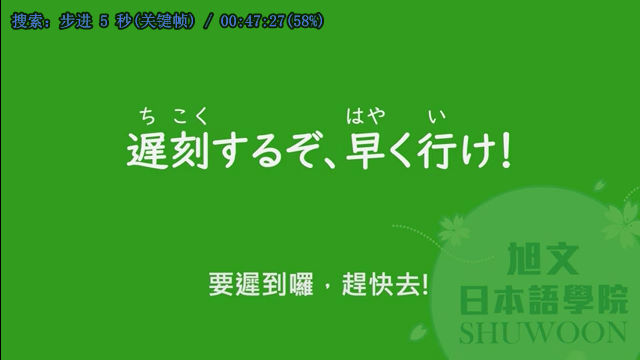 搜索: 步进 5 秒(关键帧) / 00:47:27(58%)
ち こく はや い
遅刻するぞ、早く行け!
要遲到囉，趕快去!
旭文
日本語學院
SHUWOON